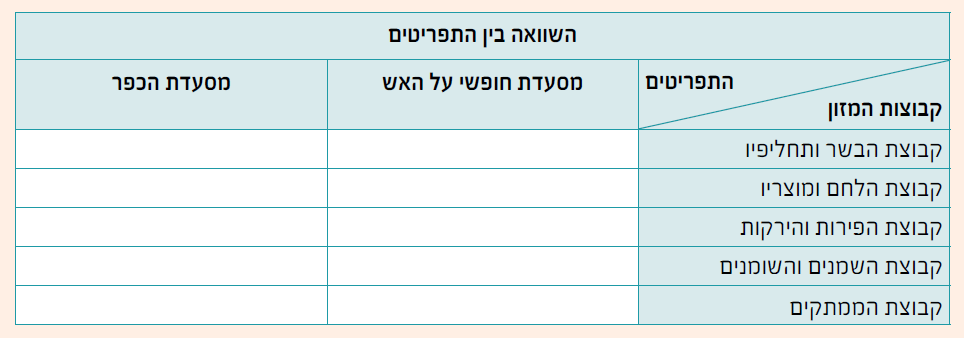 השוואה בין התפריטים
התפריטים
קבוצות המזון
מסעדת חופשי על האש
מסעדת הכפר
קבוצת הבשר ותחליפיו
קבוצת הלחם ומוצריו
קבוצת הפירות והירקות
קבוצת השמנים והשומנים
קבוצת הממתקים